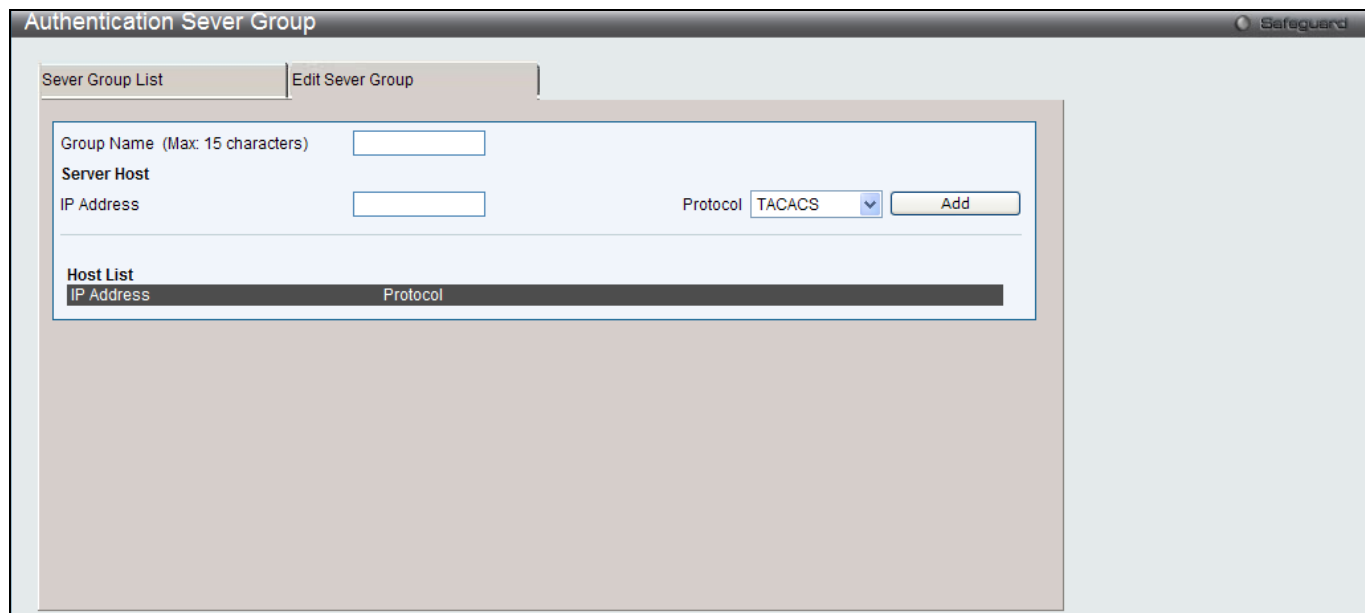 Authentication Sever Group
Safeguard
Sever Group List
Edit Sever Group
Group Name (Max: 15 characters)
Server Host
IP Address
Protocol TACACS Add
Host List
IP Address Protocol